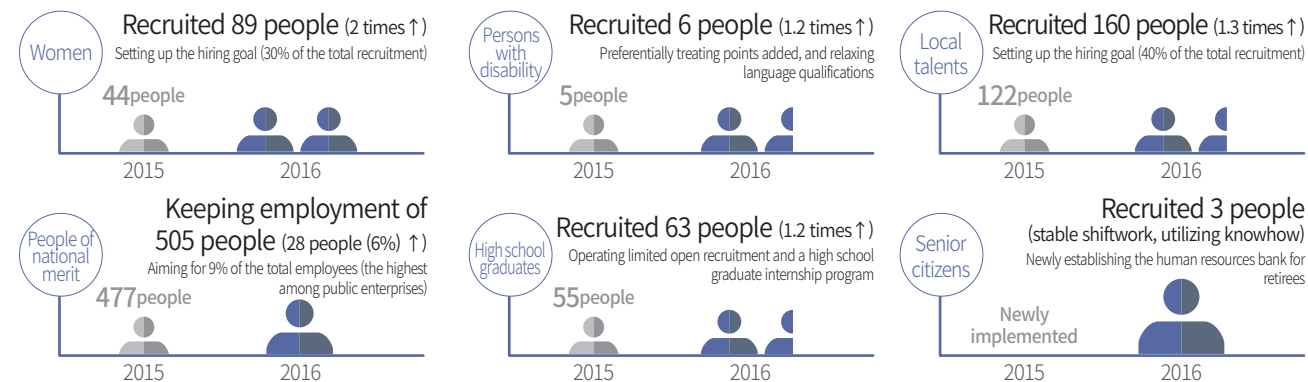 Women
Recruited 89 people (2 times ↑)
Setting up the hiring goal (30% of the total recruitment)
44people
2015
2016
Persons
with
disability
Recruited 6 people (1.2 times ↑)
Preferentially treating points added, and relaxing
language qualifications
5people
2015
2016
Local
talents
Recruited 160 people (1.3 times ↑)
Setting up the hiring goal (40% of the total recruitment)
122people
2015
2016
People of
national
merit
Keeping employment of
505 people (28 people (6%) ↑)
Aiming for 9% of the total employees (the highest
among public enterprises)
477people
2015
2016
High school
graduates
Recruited 63 people (1.2 times ↑)
Operating limited open recruitment and a high school
graduate internship program
55people
2015
2016
Senior
citizens
Recruited 3 people
(stable shiftwork, utilizing knowhow)
Newly establishing the human resources bank for
retirees
Newly
implemented
2015
2016